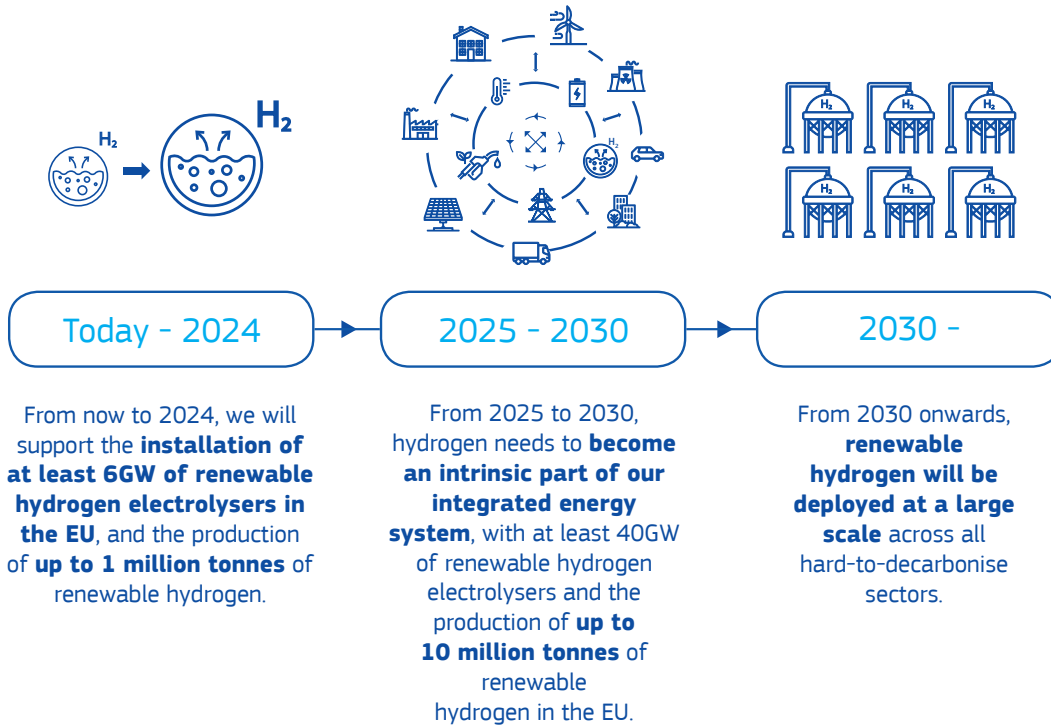 H₂
H₂
H₂
H₂
H₂
H₂
H₂
H₂
H₂
Today - 2024
2025 - 2030
2030 -
From now to 2024, we will
support the installation of
at least 6GW of renewable
hydrogen electrolysers in
the EU, and the production
of up to 1 million tonnes of
renewable hydrogen.
From 2025 to 2030,
hydrogen needs to become
an intrinsic part of our
integrated energy
system, with at least 40GW
of renewable hydrogen
electrolysers and the
production of up to
10 million tonnes of
renewable
hydrogen in the EU.
From 2030 onwards,
renewable
hydrogen will be
deployed at a large
scale across all
hard-to-decarbonise
sectors.